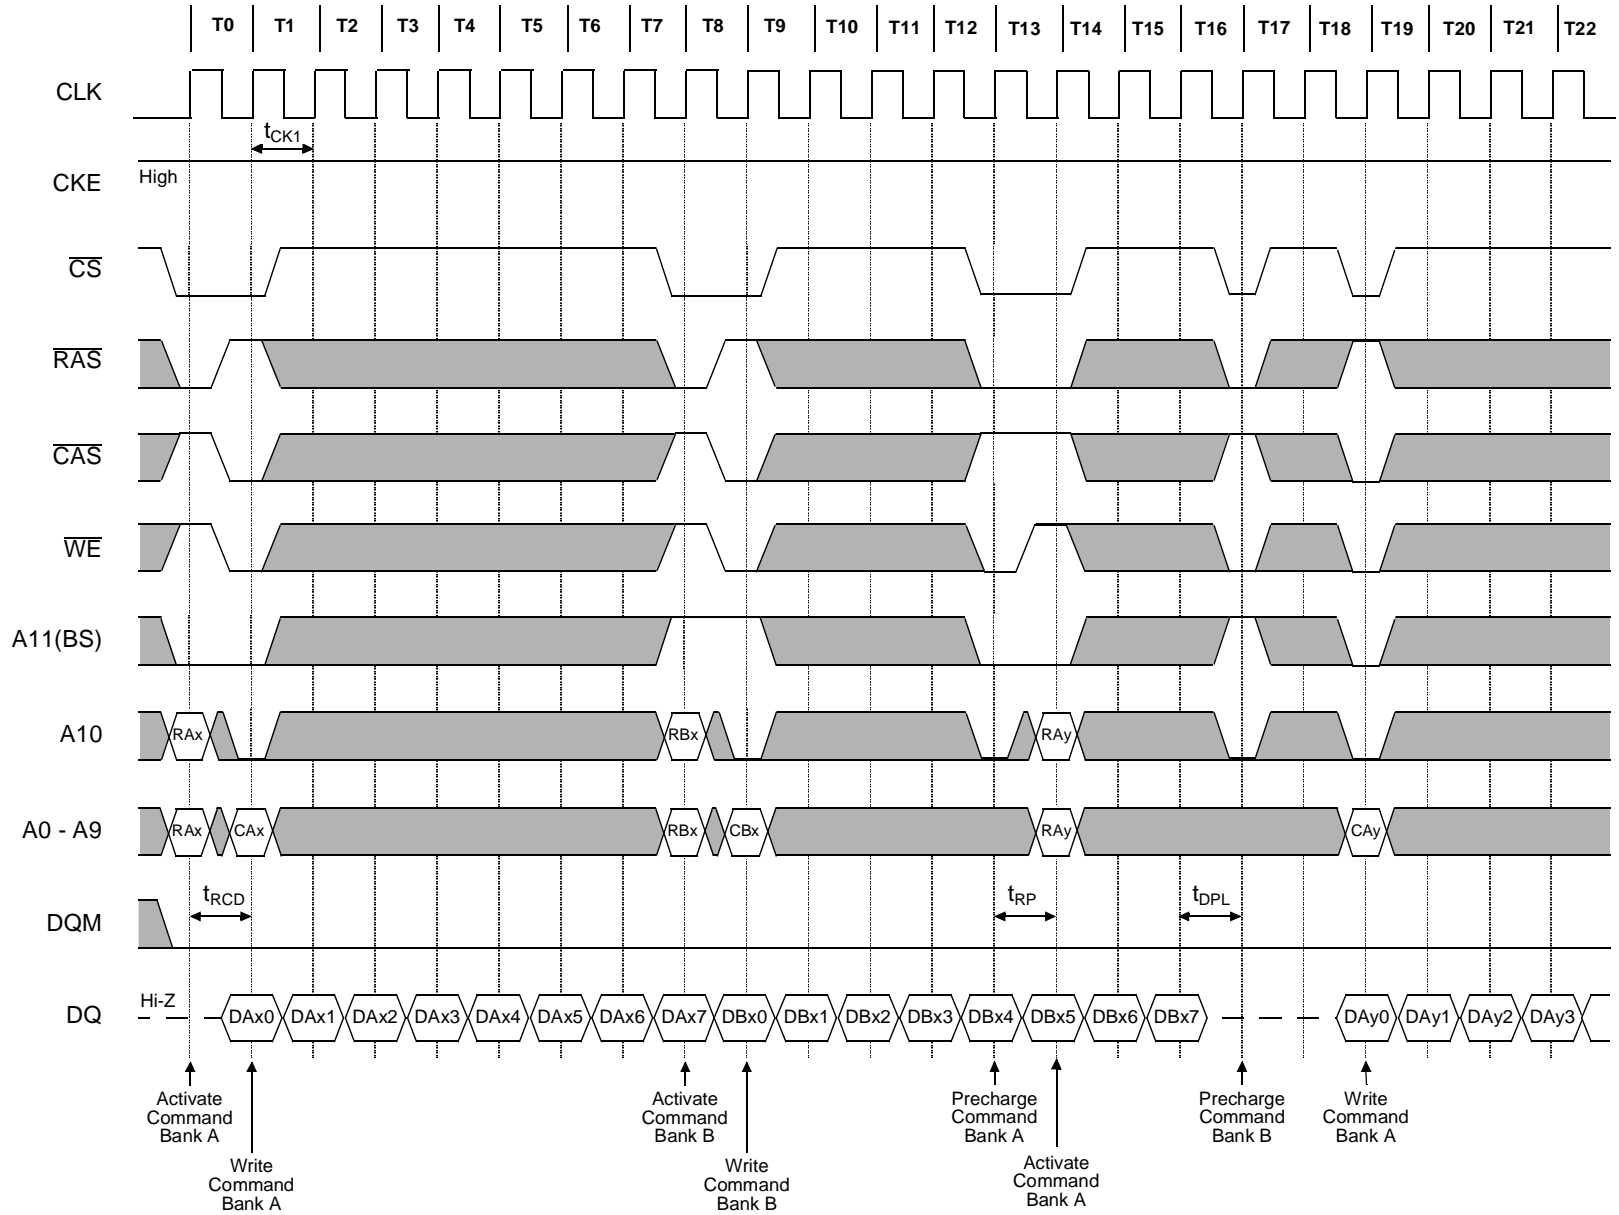 T0 T1 T2 T3 T4 T5 T6 T7 T8 T9 T10 T11 T12 T13 T14 T15 T16 T17 T18 T19 T20 T21 T22
CLK
tCK1
CKE
High
CS
RAS
CAS
WE
A11(BS)
A10
RAx RBx RAy
A0 - A9
RAx CAx RBx CBx RAy CAy
tRCD tRP tDPL
DQM
Hi-Z
DQ
DAx0 DAx1 DAx2 DAx3 DAx4 DAx5 DAx6 DAx7 DBx0 DBx1 DBx2 DBx3 DBx4 DBx5 DBx6 DBx7 DAy0 DAy1 DAy2 DAy3
Activate
Command
Bank A
Write
Command
Bank A
Activate
Command
Bank B
Write
Command
Bank B
Precharge
Command
Bank A
Activate
Command
Bank A
Precharge
Command
Bank B
Write
Command
Bank A